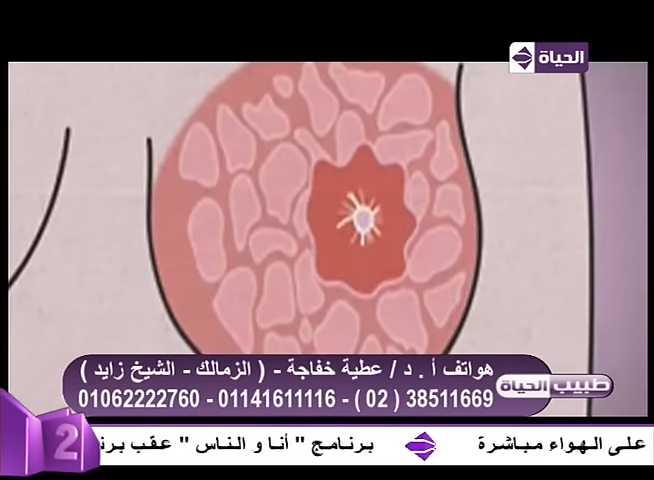 الحياة
هواتف أ . د / عطية خفاجة - ( الزمالك - الشيخ زايد )
01062222760 - 01141611116 - ( 02 ) 38511669
طبيب الحياة
على الهواء مباشرة برنامج " أنا و الناس " عقب
2